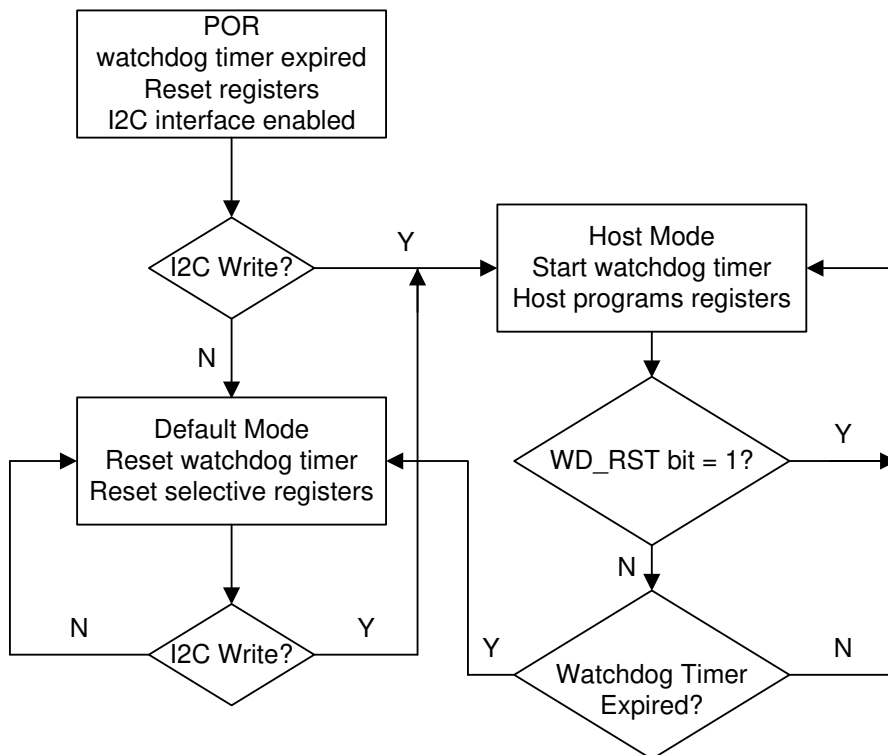 POR
watchdog timer expired
Reset registers
I2C interface enabled
I2C Write?
Y
N
Host Mode
Start watchdog timer
Host programs registers
Default Mode
Reset watchdog timer
Reset selective registers
WD_RST bit = 1?
Y
N
I2C Write?
N
Y
Watchdog Timer
Expired?
Y
N